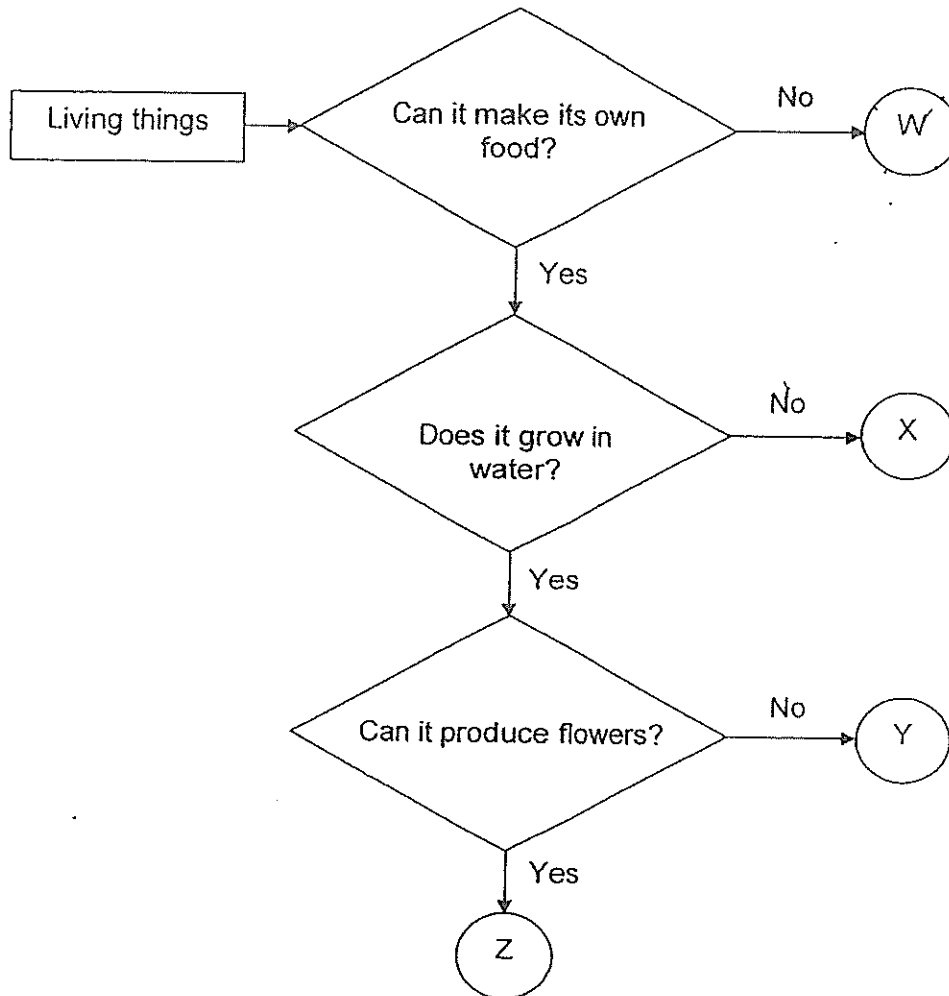 Living things
Can it make its own
food?
No
W
Yes
Does it grow in
water?
No
X
Yes
Can it produce flowers?
No
Y
Yes
Z